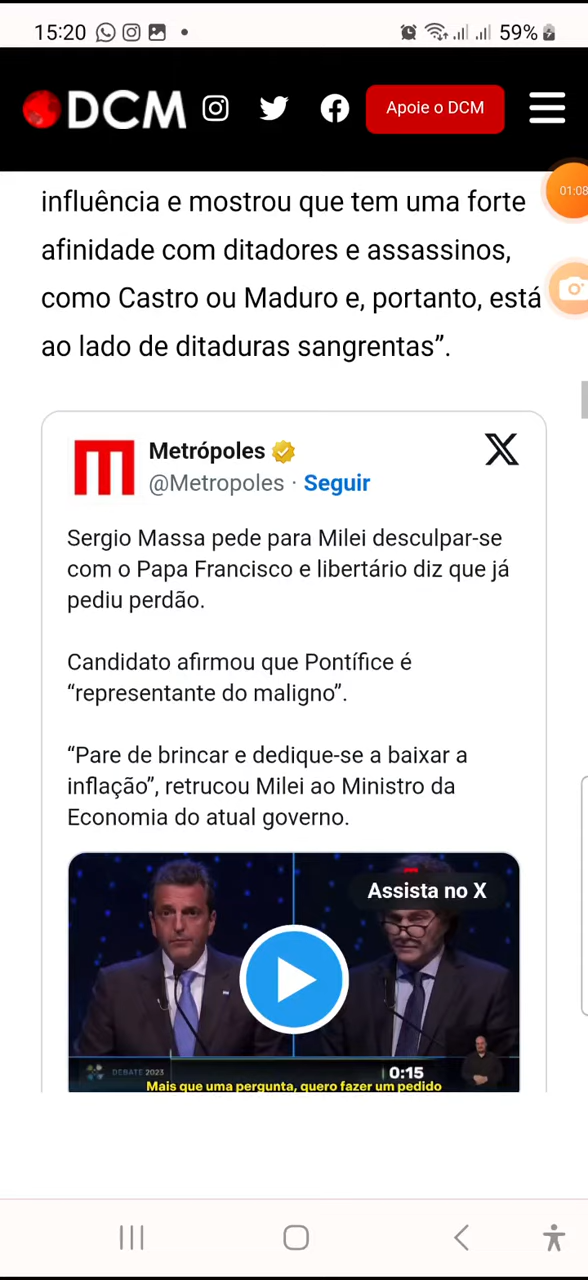 15:20
59%
DCM
Apoie o DCM
01:08
influência e mostrou que tem uma forte
afinidade com ditadores e assassinos,
como Castro ou Maduro e, portanto, está
ao lado de ditaduras sangrentas”.
Metrópoles
@Metropoles · Seguir
Sergio Massa pede para Milei desculpar-se
com o Papa Francisco e libertário diz que já
pediu perdão.
Candidato afirmou que Pontífice é
“representante do maligno”.
“Pare de brincar e dedique-se a baixar a
inflação”, retrucou Milei ao Ministro da
Economia do atual governo.
Assista no X
DEBATE 2023
0:15
Mais que uma pergunta, quero fazer um pedido